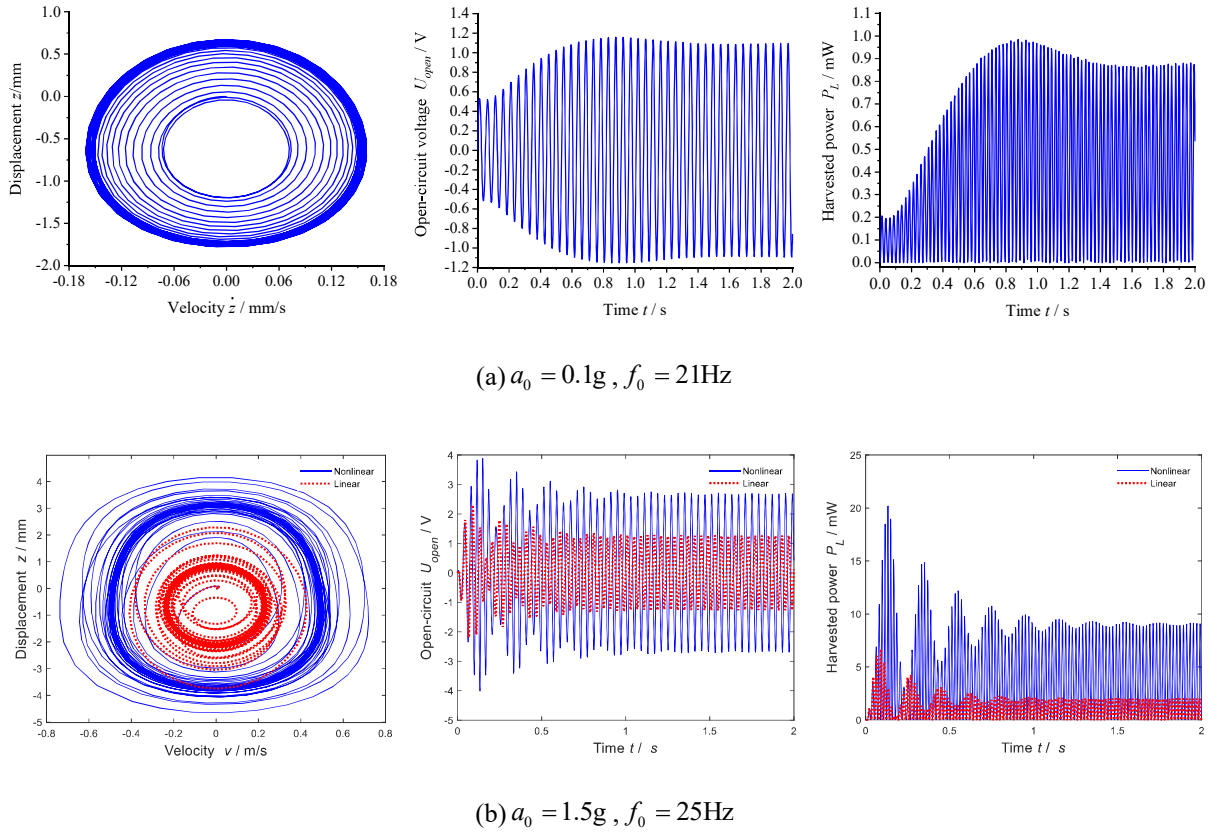 Displacement z/mm
1.0
0.5
0.0
-0.5
-1.0
-1.5
-2.0
-0.18 -0.12 -0.06 0.00 0.06 0.12 0.18
Velocity ż / mm/s
Open-circuit voltage U_open / V
1.4
1.2
1.0
0.8
0.6
0.4
0.2
0.0
-0.2
-0.4
-0.6
-0.8
-1.0
-1.2
0.0 0.2 0.4 0.6 0.8 1.0 1.2 1.4 1.6 1.8 2.0
Time t / s
Harvested power P_L / mW
1.1
1.0
0.9
0.8
0.7
0.6
0.5
0.4
0.3
0.2
0.1
0.0
0.0 0.2 0.4 0.6 0.8 1.0 1.2 1.4 1.6 1.8 2.0
Time t / s
(a) a₀ = 0.1g , f₀ = 21Hz
Displacement z / mm
5
4
3
2
1
0
-1
-2
-3
-4
-5
-0.8 -0.6 -0.4 -0.2 0 0.2 0.4 0.6 0.8
Velocity v / m/s
Nonlinear
Linear
Open-circuit U_open / V
5
4
3
2
1
0
-1
-2
-3
-4
-5
0 0.5 1 1.5 2
Time t / s
Nonlinear
Linear
Harvested power P_L / mW
25
20
15
10
5
0
0 0.5 1 1.5 2
Time t / s
Nonlinear
Linear
(b) a₀ = 1.5g , f₀ = 25Hz